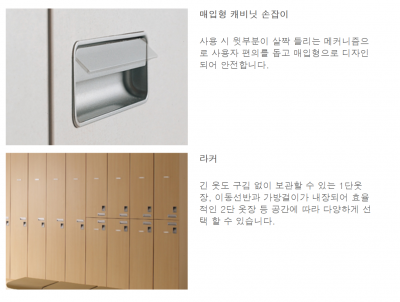 매입형 캐비닛 손잡이
사용 시 윗부분이 살짝 들리는 메커니즘으
로 사용자 편의를 돕고 매입형으로 디자인
되어 안전합니다.
라커
긴 옷도 구김 없이 보관할 수 있는 1단옷
장, 이동선반과 가방걸이가 내장되어 효율
적인 2단 옷장 등 공간에 따라 다양하게 선
택 할 수 있습니다.